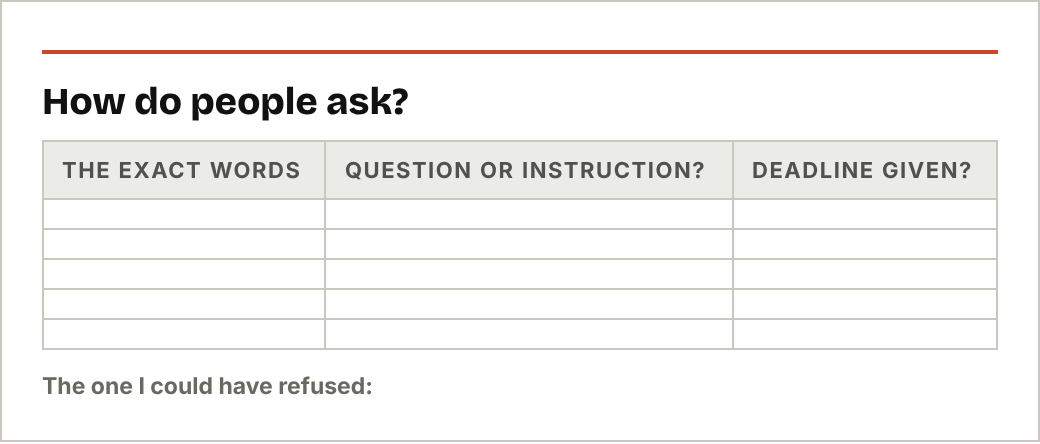 How do people ask?
THE EXACT WORDS QUESTION OR INSTRUCTION? DEADLINE GIVEN?
The one I could have refused: